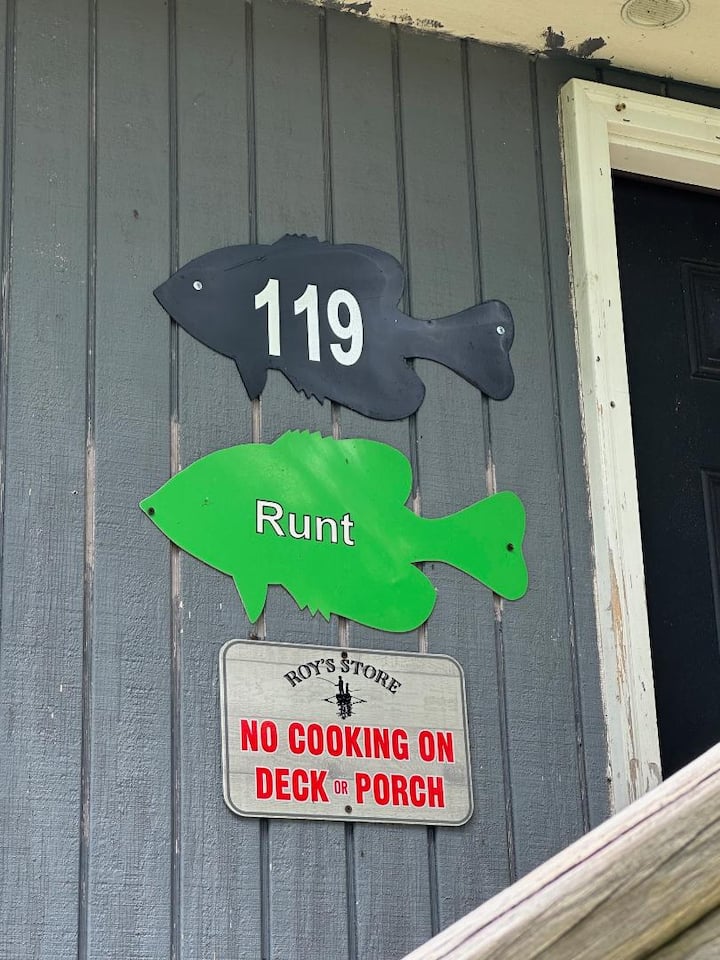 119
Runt
ROY'S STORE
NO COOKING ON
DECK OR PORCH